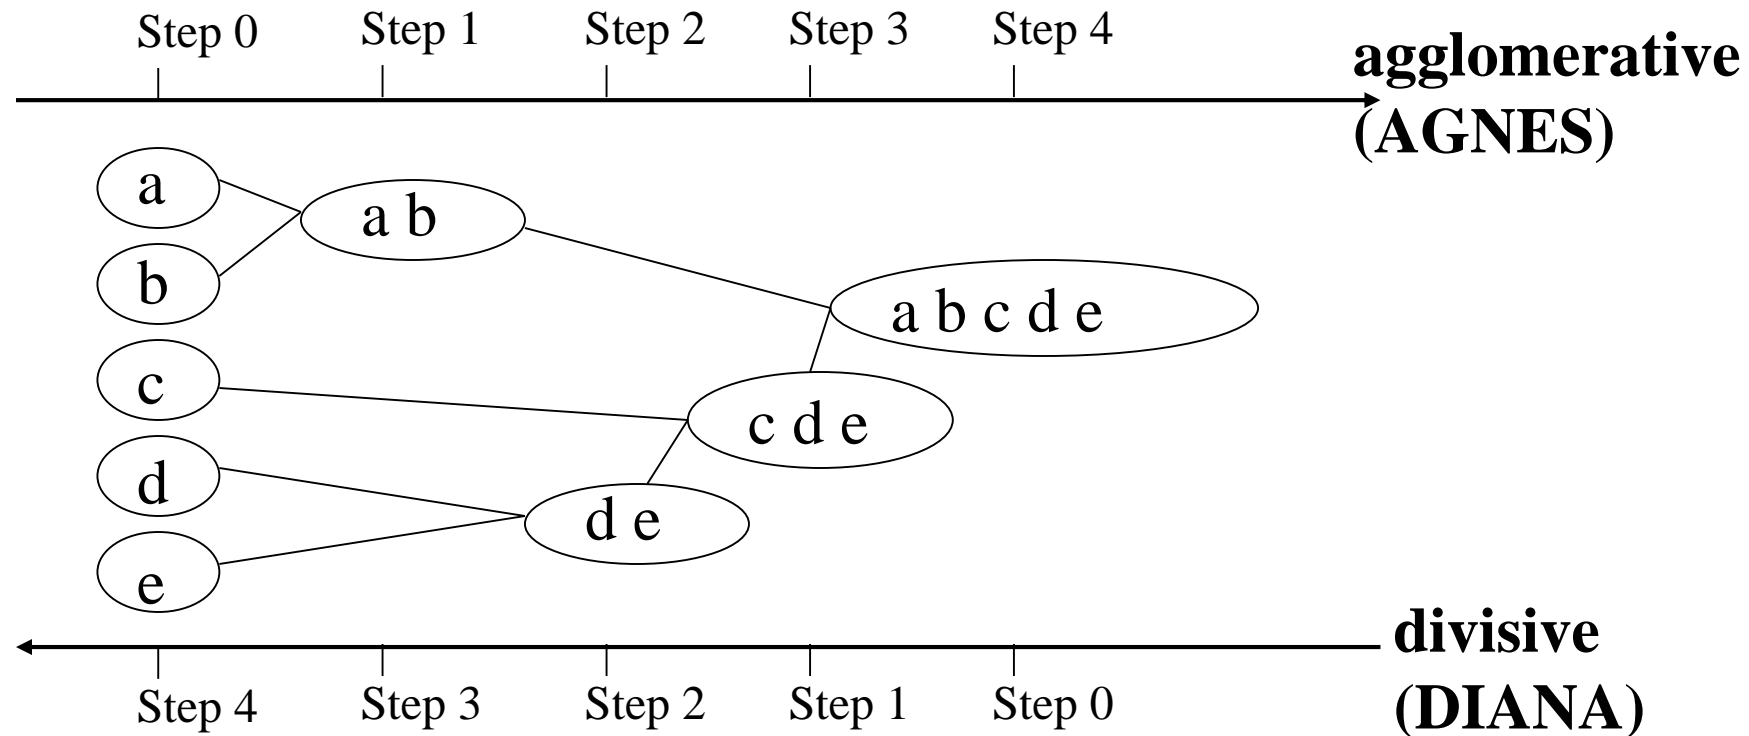 Step 0 Step 1 Step 2 Step 3 Step 4
agglomerative
(AGNES)
a
a b
b
a b c d e
c
c d e
d
d e
e
divisive
(DIANA)
Step 4 Step 3 Step 2 Step 1 Step 0